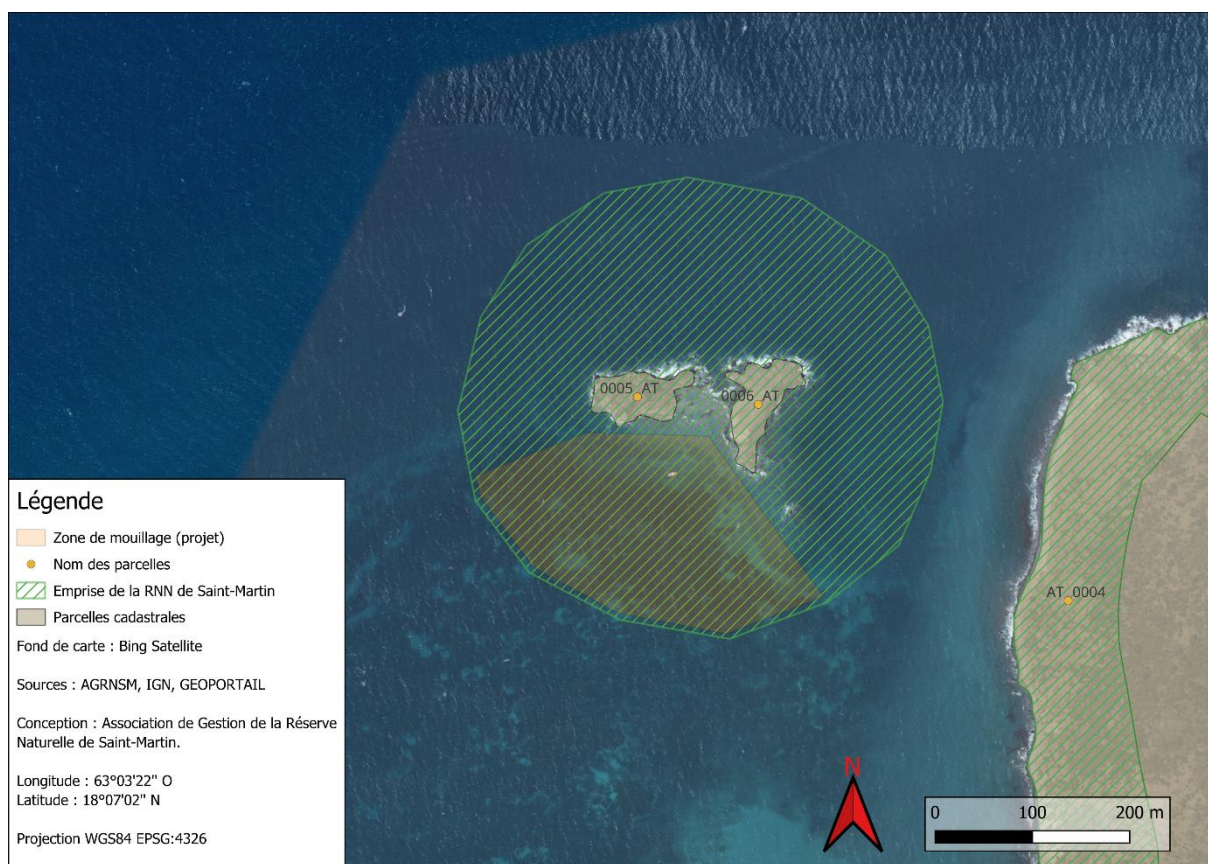 0005_AT
0006_AT
AT_0004
Légende
Zone de mouillage (projet)
Nom des parcelles
Emprise de la RNN de Saint-Martin
Parcelles cadastrales
Fond de carte : Bing Satellite
Sources : AGRNSM, IGN, GEOPORTAIL
Conception : Association de Gestion de la Réserve
Naturelle de Saint-Martin.
Longitude : 63°03'22" O
Latitude : 18°07'02" N
Projection WGS84 EPSG:4326
N
0 100 200 m